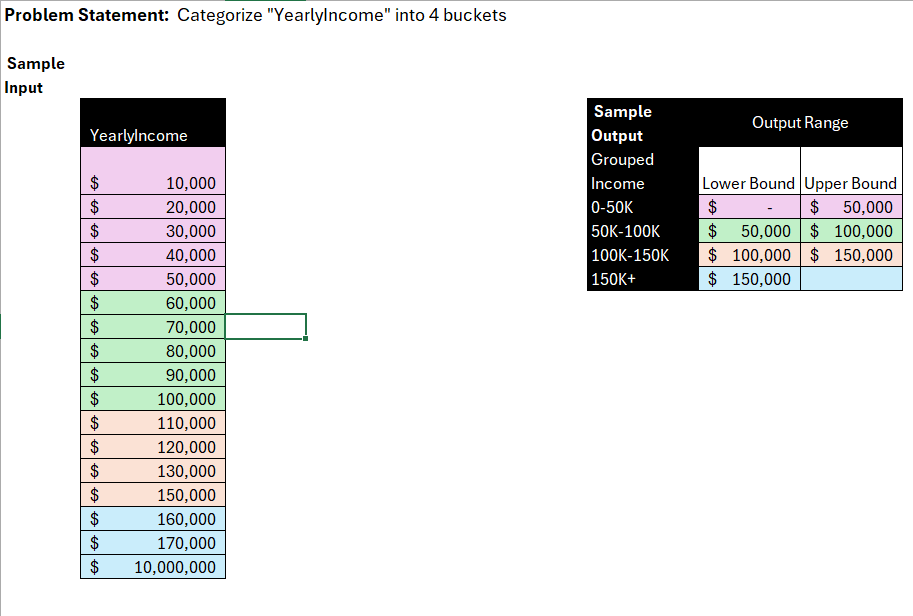 Problem Statement: Categorize "YearlyIncome" into 4 buckets
Sample
Input
YearlyIncome
$ 10,000
$ 20,000
$ 30,000
$ 40,000
$ 50,000
$ 60,000
$ 70,000
$ 80,000
$ 90,000
$ 100,000
$ 110,000
$ 120,000
$ 130,000
$ 150,000
$ 160,000
$ 170,000
$ 10,000,000
Sample
Output
Output Range
Grouped
Income
Lower Bound Upper Bound
0-50K $ - $ 50,000
50K-100K $ 50,000 $ 100,000
100K-150K $ 100,000 $ 150,000
150K+ $ 150,000